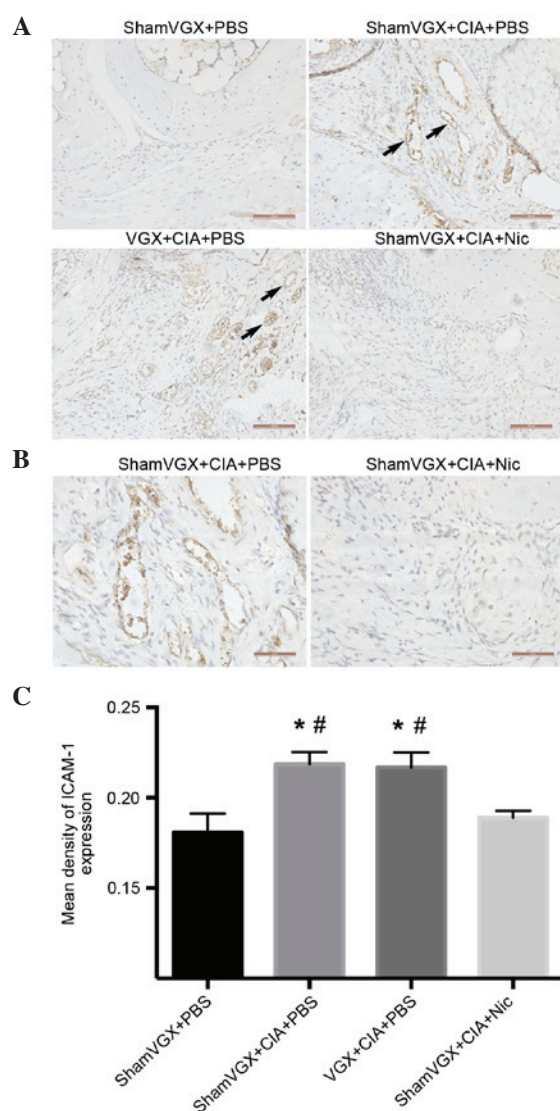 A
ShamVGX+PBS
ShamVGX+CIA+PBS
VGX+CIA+PBS
ShamVGX+CIA+Nic
B
ShamVGX+CIA+PBS
ShamVGX+CIA+Nic
C
Mean density of ICAM-1
expression
0.25
0.20
0.15
* #
* #
ShamVGX+PBS
ShamVGX+CIA+PBS
VGX+CIA+PBS
ShamVGX+CIA+Nic